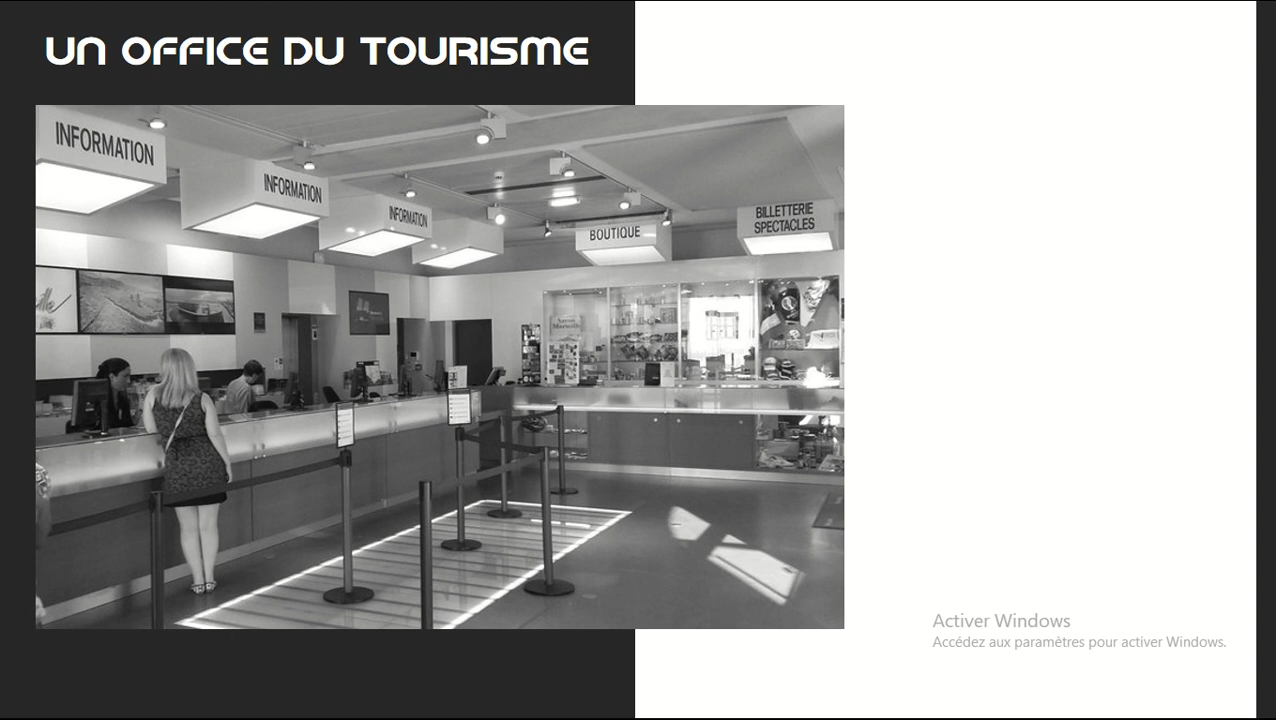 UN OFFICE DU TOURISME
INFORMATION
INFORMATION
INFORMATION
BOUTIQUE
BILLETTERIE
SPECTACLES
Activer Windows
Accédez aux paramètres pour activer Windows.